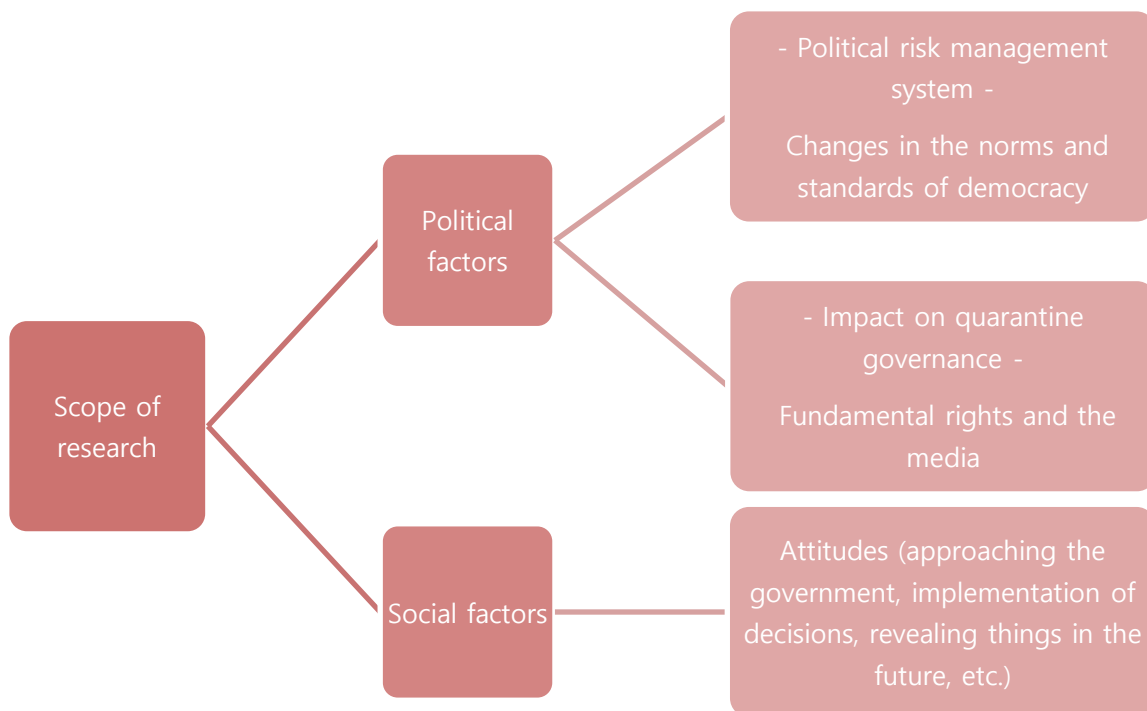 Scope of
research
Political
factors
Social factors
- Political risk management
system -
Changes in the norms and
standards of democracy
- Impact on quarantine
governance -
Fundamental rights and the
media
Attitudes (approaching the
government, implementation of
decisions, revealing things in the
future, etc.)